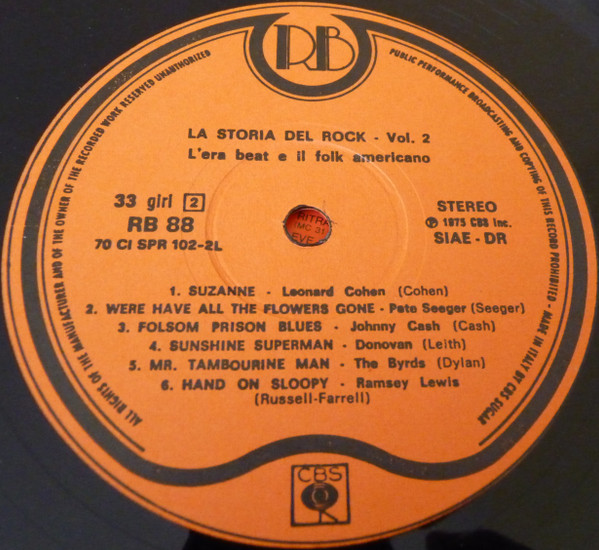 RB
ALL RIGHTS OF THE MANUFACTURER AND OF THE OWNER OF THE RECORDED WORK RESERVED UNAUTHORIZED
PUBLIC PERFORMANCE BROADCASTING AND COPYING OF THIS RECORD PROHIBITED - MADE IN ITALY BY CBS SUGAR
LA STORIA DEL ROCK - Vol. 2
L'era beat e il folk americano
33 giri 2
RB 88
70 CI SPR 102-2L
STEREO
℗ 1975 CBS Inc.
SIAE - DR
RITRA
EVE
1. SUZANNE - Leonard Cohen (Cohen)
2. WERE HAVE ALL THE FLOWERS GONE - Pete Seeger (Seeger)
3. FOLSOM PRISON BLUES - Johnny Cash (Cash)
4. SUNSHINE SUPERMAN - Donovan (Leith)
5. MR. TAMBOURINE MAN - The Byrds (Dylan)
6. HAND ON SLOOPY - Ramsey Lewis
(Russell-Farrell)
CBS